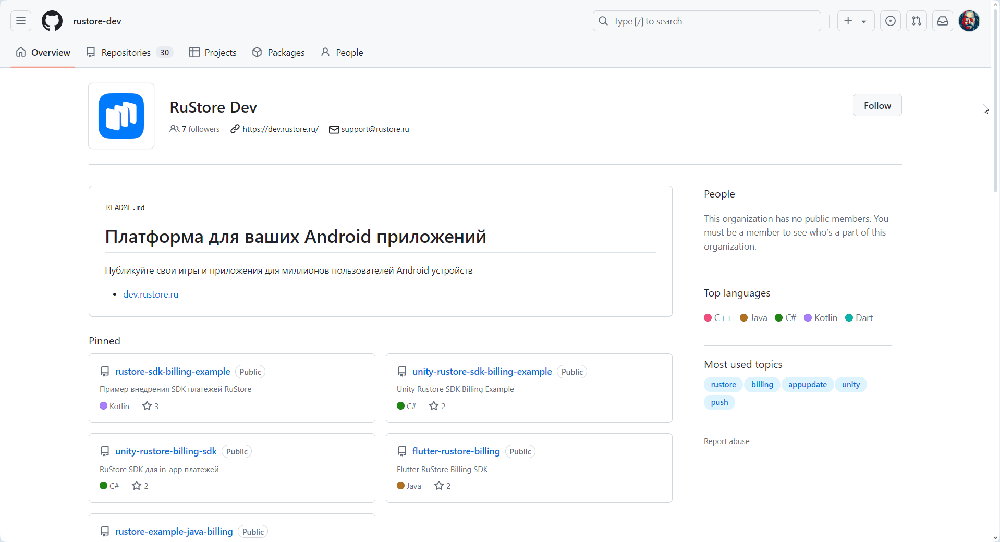 rustore-dev
Type / to search
Overview
Repositories 30
Projects
Packages
People
RuStore Dev
7 followers
https://dev.rustore.ru/
support@rustore.ru
Follow
README.md
Платформа для ваших Android приложений
Публикуйте свои игры и приложения для миллионов пользователей Android устройств
dev.rustore.ru
Pinned
rustore-sdk-billing-example Public
Пример внедрения SDK платежей RuStore
Kotlin 3
unity-rustore-sdk-billing-example Public
Unity Rustore SDK Billing Example
C# 2
unity-rustore-billing-sdk Public
RuStore SDK для in-app платежей
C# 2
flutter-rustore-billing Public
Flutter RuStore Billing SDK
Java 2
rustore-example-java-billing Public
People
This organization has no public members. You
must be a member to see who’s a part of this
organization.
Top languages
C++ Java C# Kotlin Dart
Most used topics
rustore billing appupdate unity
push
Report abuse